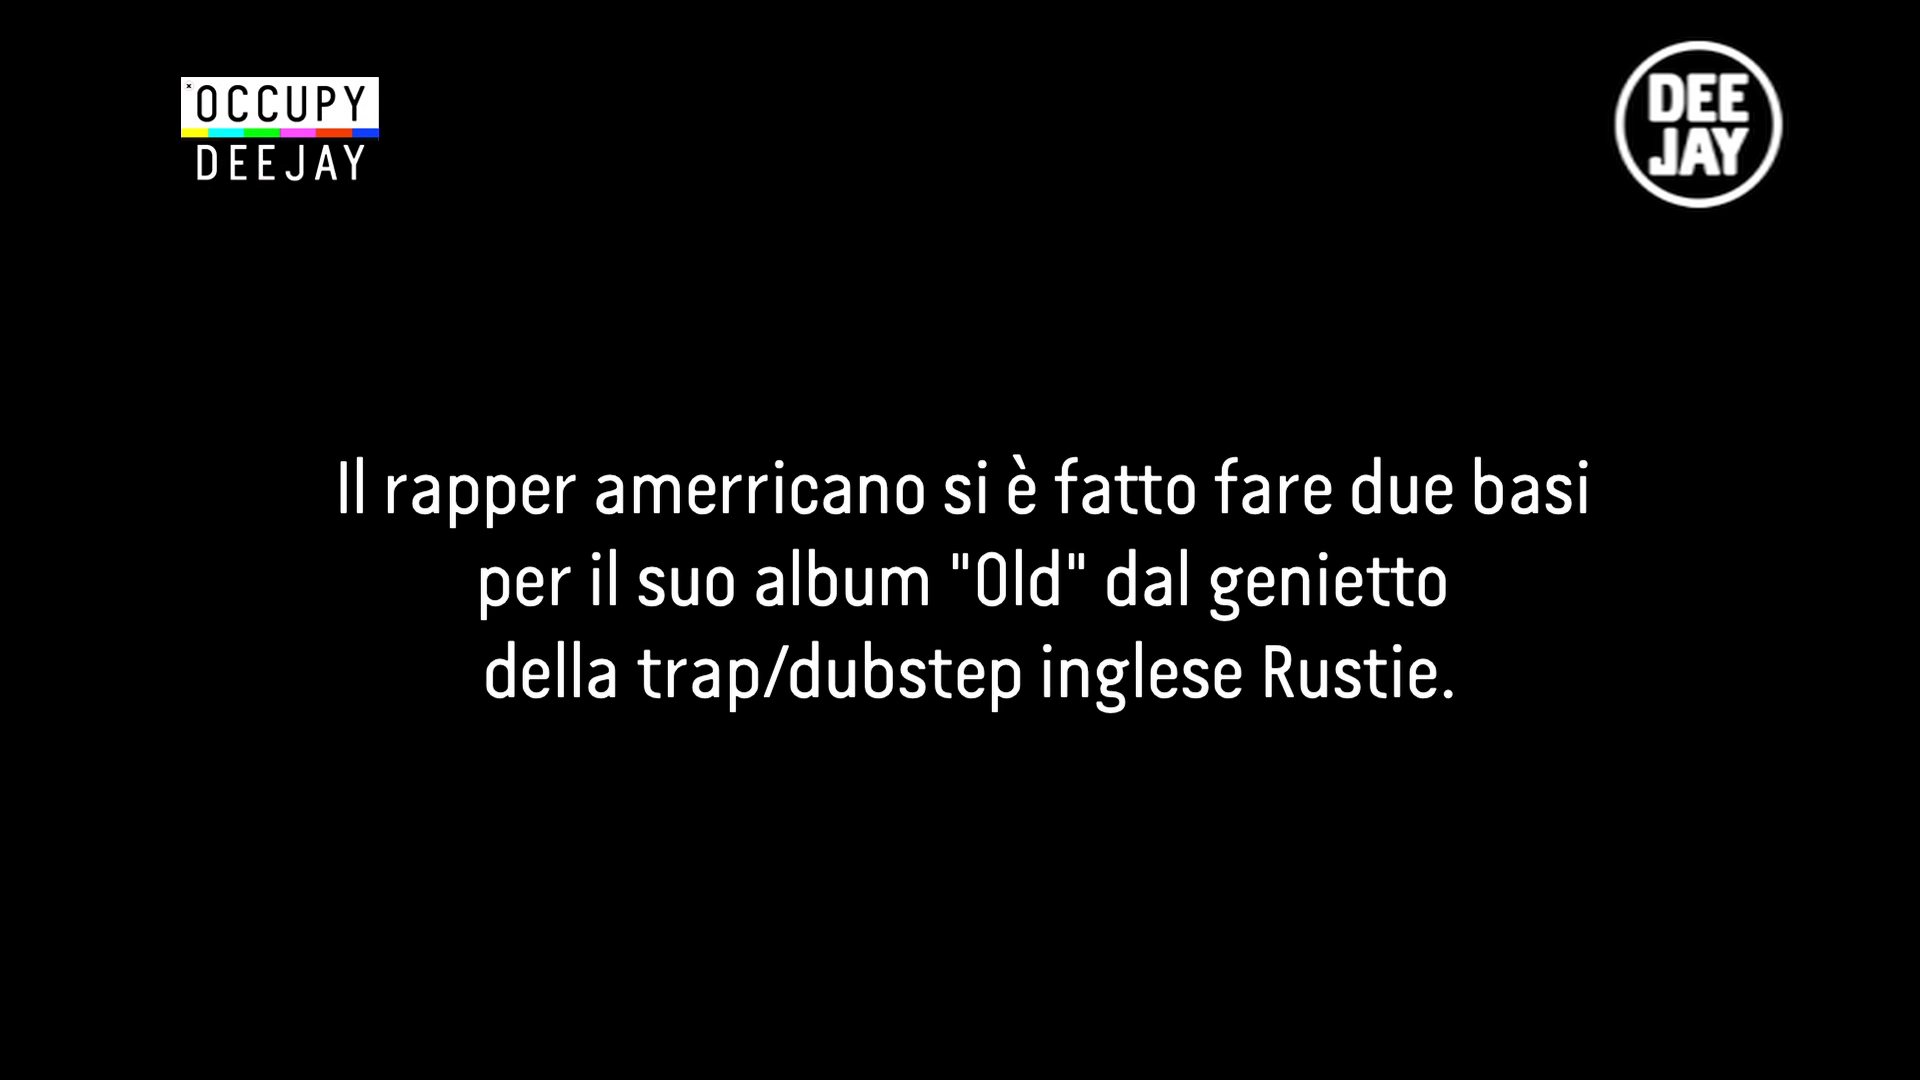 OCCUPY
DEEJAY
DEE
JAY
Il rapper amerricano si è fatto fare due basi
per il suo album "Old" dal genietto
della trap/dubstep inglese Rustie.